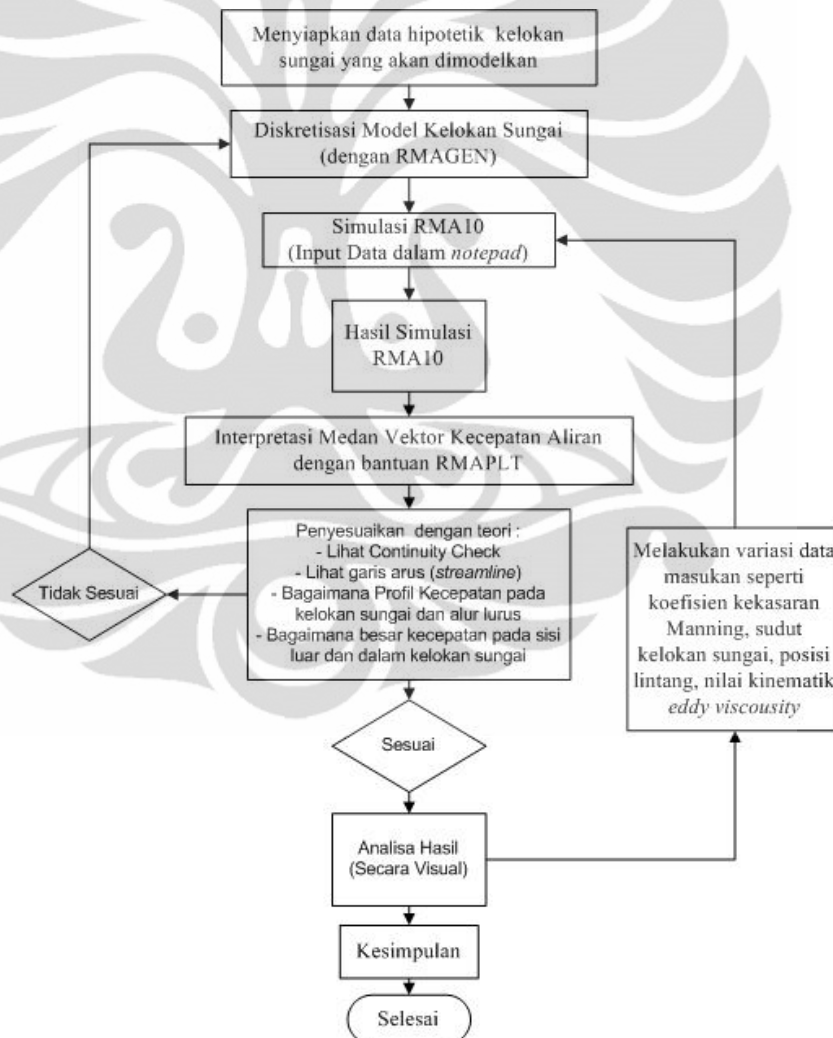 Menyiapkan data hipotetik kelokan
sungai yang akan dimodelkan
Diskretisasi Model Kelokan Sungai
(dengan RMAGEN)
Simulasi RMA10
(Input Data dalam notepad)
Hasil Simulasi
RMA10
Interpretasi Medan Vektor Kecepatan Aliran
dengan bantuan RMAPLT
Penyesuaikan dengan teori :
- Lihat Continuity Check
- Lihat garis arus (streamline)
- Bagaimana Profil Kecepatan pada
kelokan sungai dan alur lurus
- Bagaimana besar kecepatan pada sisi
luar dan dalam kelokan sungai
Tidak Sesuai
Melakukan variasi data
masukan seperti
koefisien kekasaran
Manning, sudut
kelokan sungai, posisi
lintang, nilai kinematik
eddy viscousity
Sesuai
Analisa Hasil
(Secara Visual)
Kesimpulan
Selesai